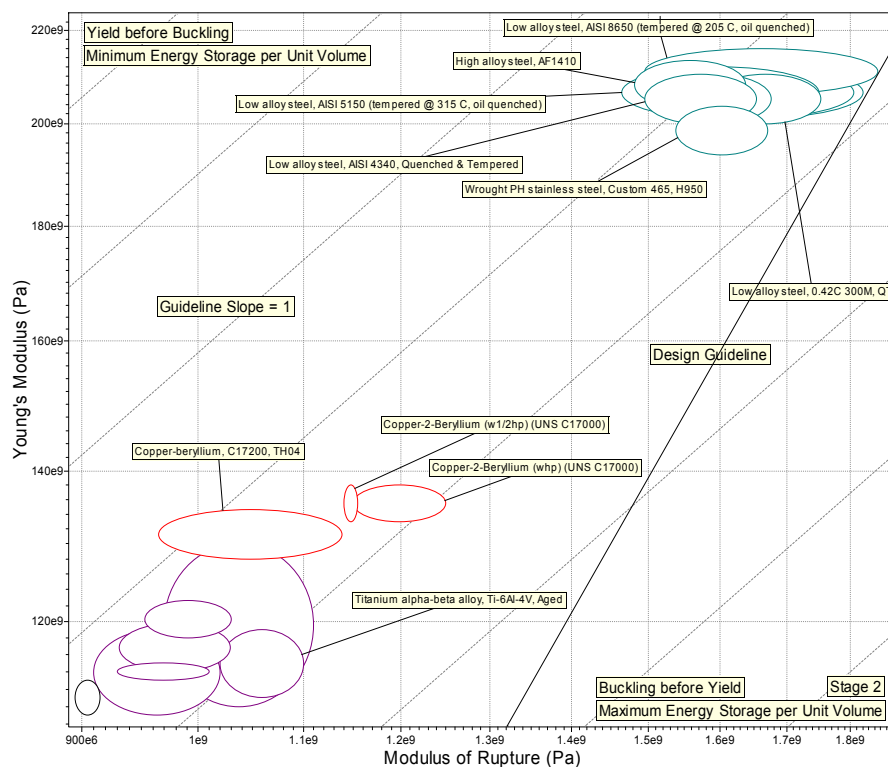 Yield before Buckling
Minimum Energy Storage per Unit Volume
Low alloy steel, AISI 8650 (tempered @ 205 C, oil quenched)
High alloy steel, AF1410
Low alloy steel, AISI 5150 (tempered @ 315 C, oil quenched)
Low alloy steel, AISI 4340, Quenched & Tempered
Wrought PH stainless steel, Custom 465, H950
Low alloy steel, 0.42C 300M, QT
Guideline Slope = 1
Design Guideline
Copper-2-Beryllium (w1/2hp) (UNS C17000)
Copper-beryllium, C17200, TH04
Copper-2-Beryllium (whp) (UNS C17000)
Titanium alpha-beta alloy, Ti-6Al-4V, Aged
Buckling before Yield
Stage 2
Maximum Energy Storage per Unit Volume
Young's Modulus (Pa)
220e9
200e9
180e9
160e9
140e9
120e9
900e6
1e9
1.1e9
1.2e9
1.3e9
1.4e9
1.5e9
1.6e9
1.7e9
1.8e9
Modulus of Rupture (Pa)